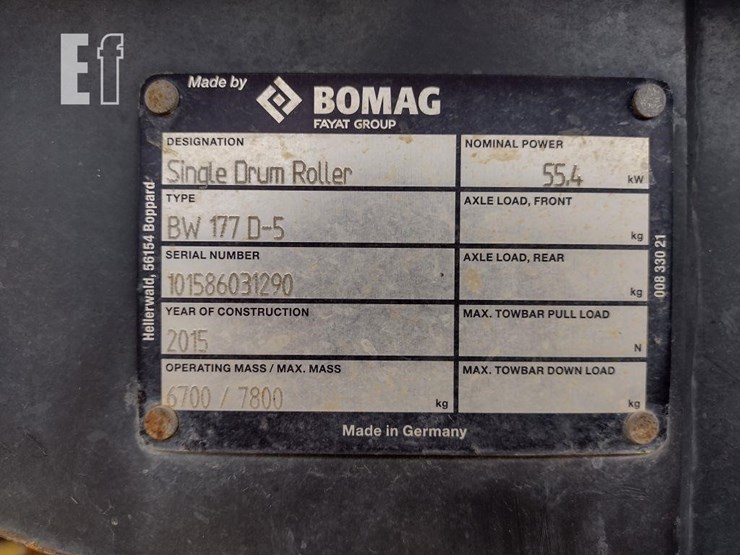 Ef
Made by
BOMAG
FAYAT GROUP
DESIGNATION
Single Drum Roller
NOMINAL POWER
55,4 kW
TYPE
BW 177 D-5
AXLE LOAD, FRONT
kg
SERIAL NUMBER
101586031290
AXLE LOAD, REAR
kg
YEAR OF CONSTRUCTION
2015
MAX. TOWBAR PULL LOAD
N
OPERATING MASS / MAX. MASS
6700 / 7800 kg
MAX. TOWBAR DOWN LOAD
kg
Hellerwald, 56154 Boppard
008 330 21
Made in Germany